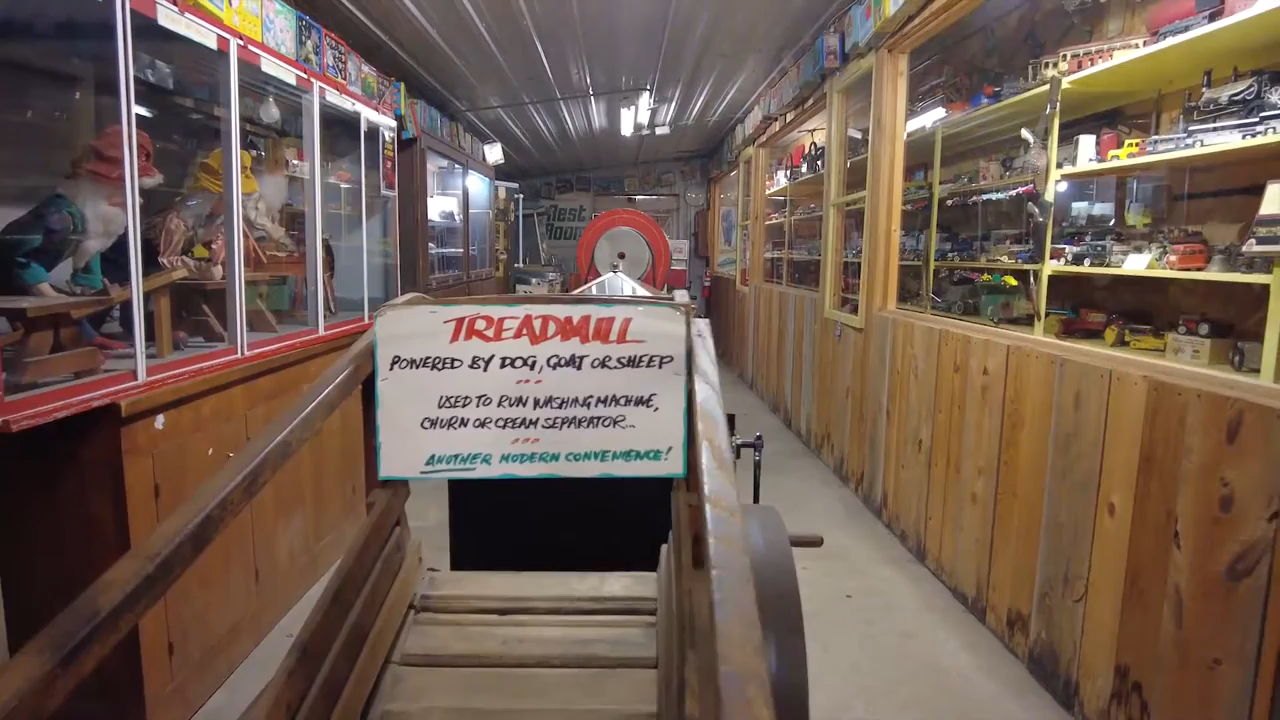 Rest
Room
TREADMILL
POWERED BY DOG, GOAT OR SHEEP
USED TO RUN WASHING MACHINE,
CHURN OR CREAM SEPARATOR...
ANOTHER MODERN CONVENIENCE!